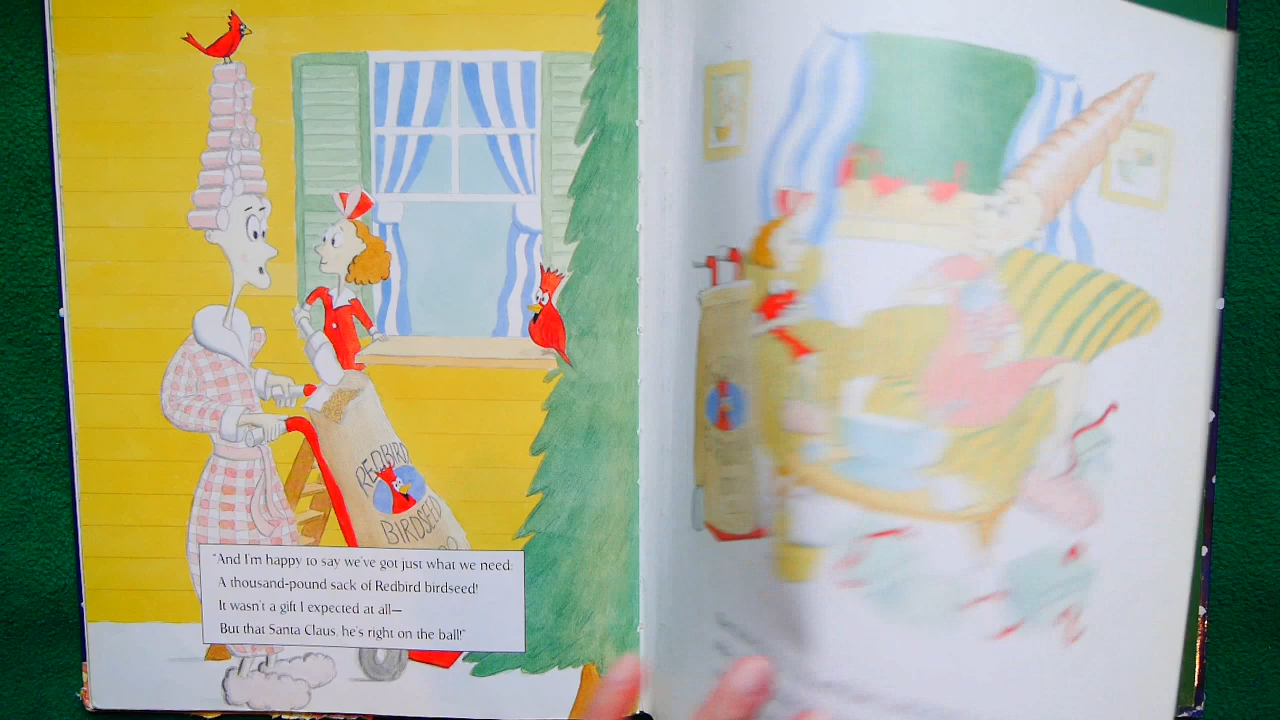 REDBIRD
BIRDSEED
"And I'm happy to say we've got just what we need:
A thousand-pound sack of Redbird birdseed!
It wasn't a gift I expected at all—
But that Santa Claus, he's right on the ball!"